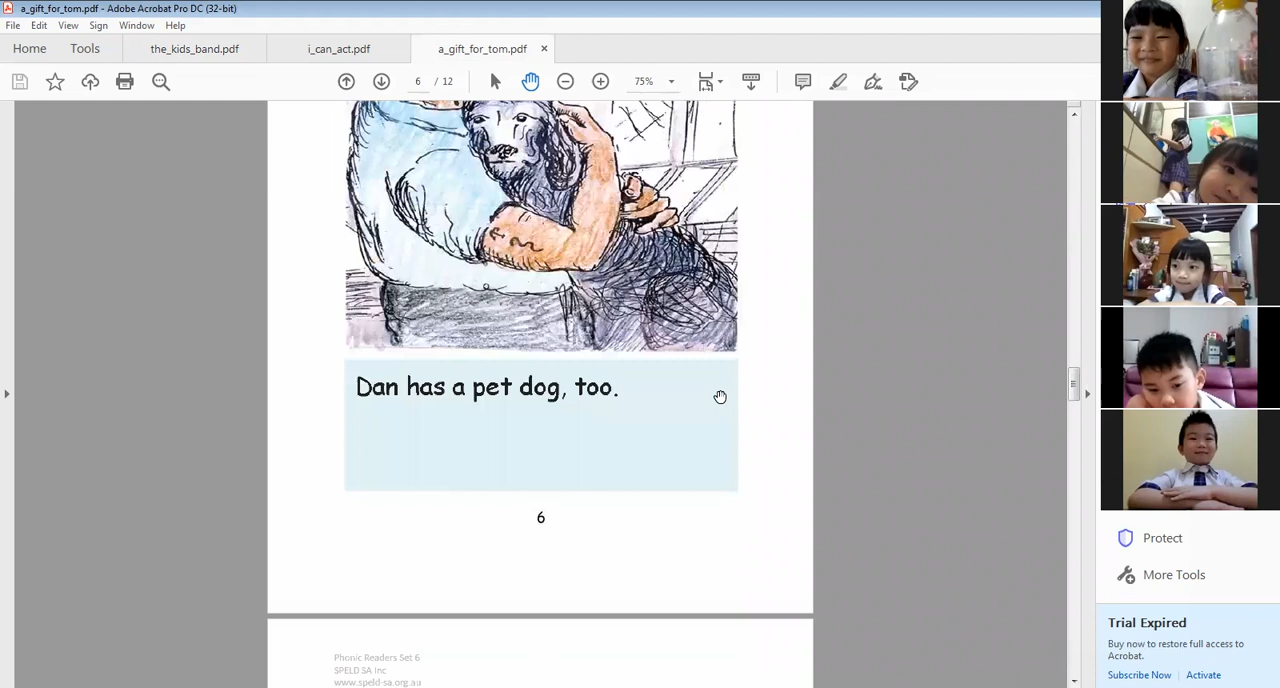 a_gift_for_tom.pdf - Adobe Acrobat Pro DC (32-bit)
File Edit View Sign Window Help
Home Tools the_kids_band.pdf i_can_act.pdf a_gift_for_tom.pdf ×
6 / 12 75%
Dan has a pet dog, too.
6
Phonic Readers Set 6
SPELD SA Inc
www.speld-sa.org.au
Protect
More Tools
Trial Expired
Buy now to restore full access to
Acrobat.
Subscribe Now | Activate